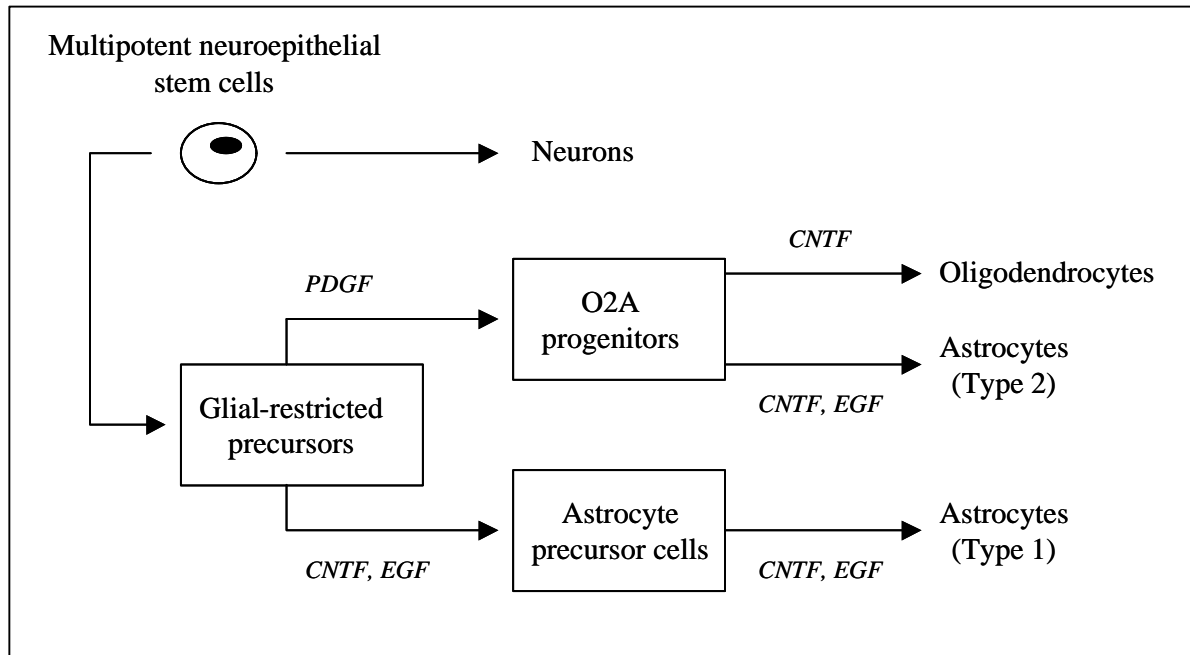 Multipotent neuroepithelial
stem cells
Neurons
CNTF
Oligodendrocytes
PDGF
O2A
progenitors
Astrocytes
(Type 2)
CNTF, EGF
Glial-restricted
precursors
Astrocyte
precursor cells
Astrocytes
(Type 1)
CNTF, EGF
CNTF, EGF